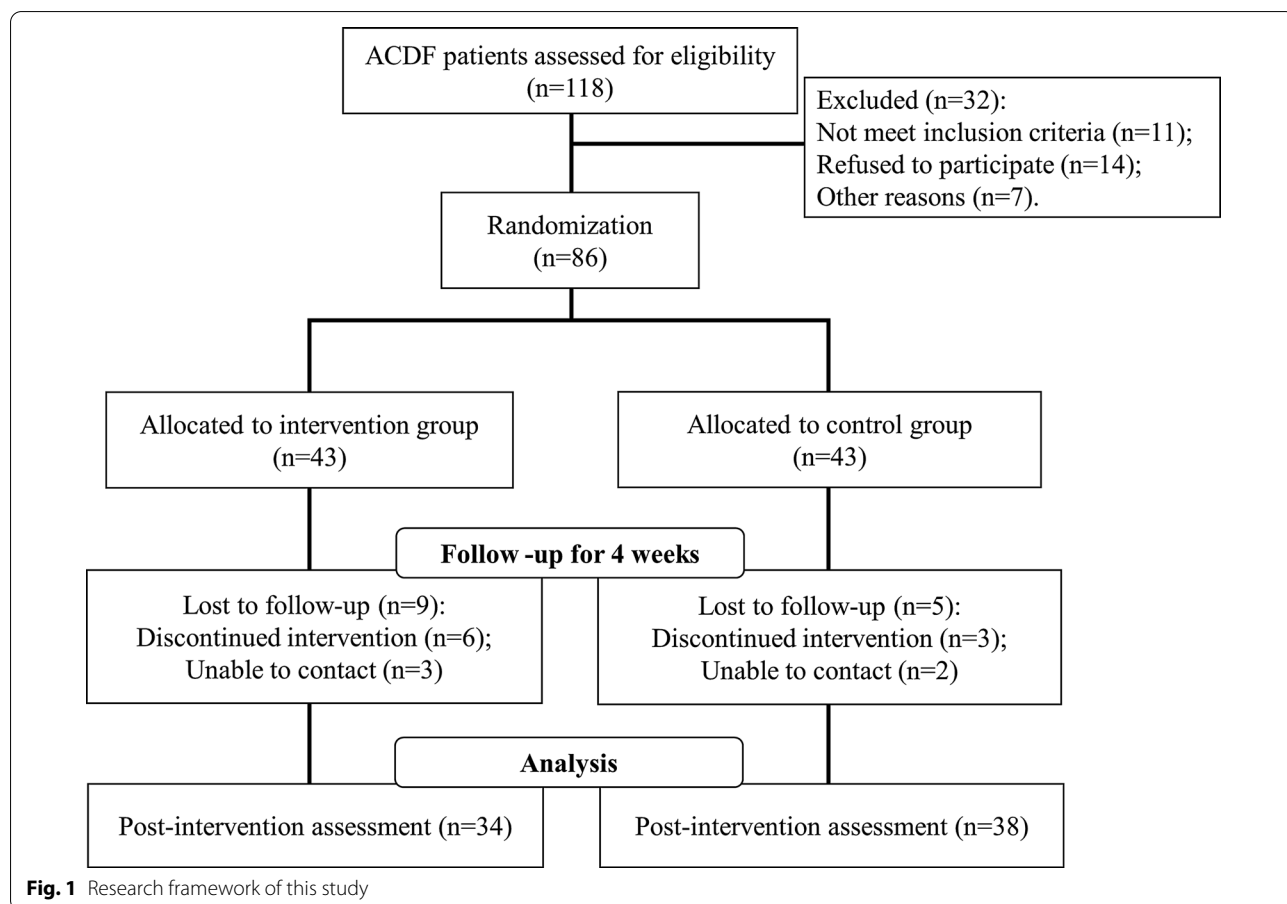 ACDF patients assessed for eligibility
(n=118)
Excluded (n=32):
Not meet inclusion criteria (n=11);
Refused to participate (n=14);
Other reasons (n=7).
Randomization
(n=86)
Allocated to intervention group
(n=43)
Allocated to control group
(n=43)
Follow -up for 4 weeks
Lost to follow-up (n=9):
Discontinued intervention (n=6);
Unable to contact (n=3)
Lost to follow-up (n=5):
Discontinued intervention (n=3);
Unable to contact (n=2)
Analysis
Post-intervention assessment (n=34)
Post-intervention assessment (n=38)
Fig. 1 Research framework of this study